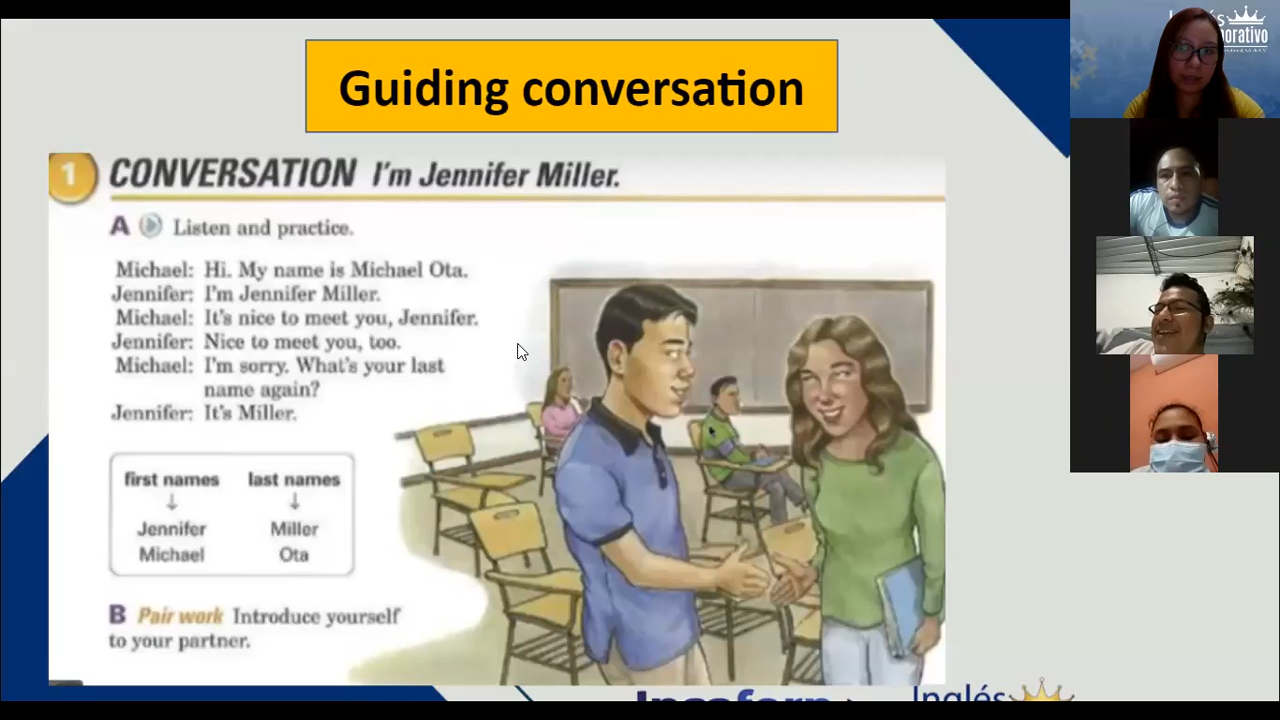 Guiding conversation
1 CONVERSATION I'm Jennifer Miller.
A Listen and practice.
Michael: Hi. My name is Michael Ota.
Jennifer: I'm Jennifer Miller.
Michael: It's nice to meet you, Jennifer.
Jennifer: Nice to meet you, too.
Michael: I'm sorry. What's your last
name again?
Jennifer: It's Miller.
first names last names
Jennifer Miller
Michael Ota
B Pair work Introduce yourself
to your partner.
Inglés